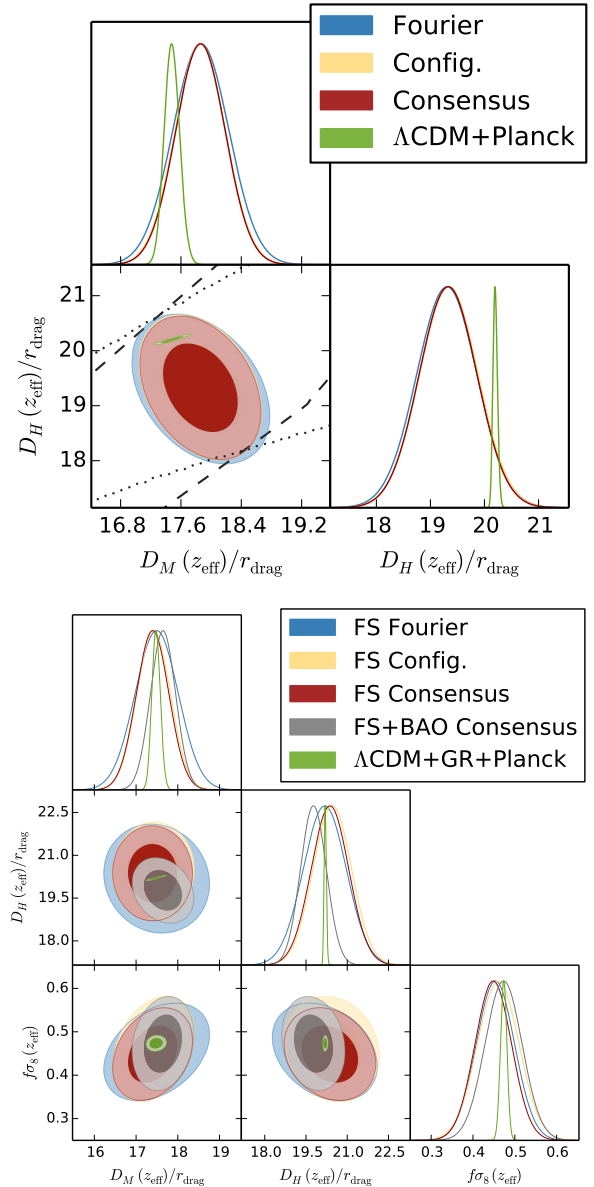 Fourier
Config.
Consensus
ΛCDM+Planck
21
20
19
18
D_H (z_eff)/r_drag
16.8 17.6 18.4 19.2
18 19 20 21
D_M (z_eff)/r_drag
D_H (z_eff)/r_drag
FS Fourier
FS Config.
FS Consensus
FS+BAO Consensus
ΛCDM+GR+Planck
22.5
21.0
19.5
18.0
D_H (z_eff)/r_drag
0.6
0.5
0.4
0.3
fσ_8 (z_eff)
16 17 18 19
18.0 19.5 21.0 22.5
0.3 0.4 0.5 0.6
D_M (z_eff)/r_drag
D_H (z_eff)/r_drag
fσ_8 (z_eff)